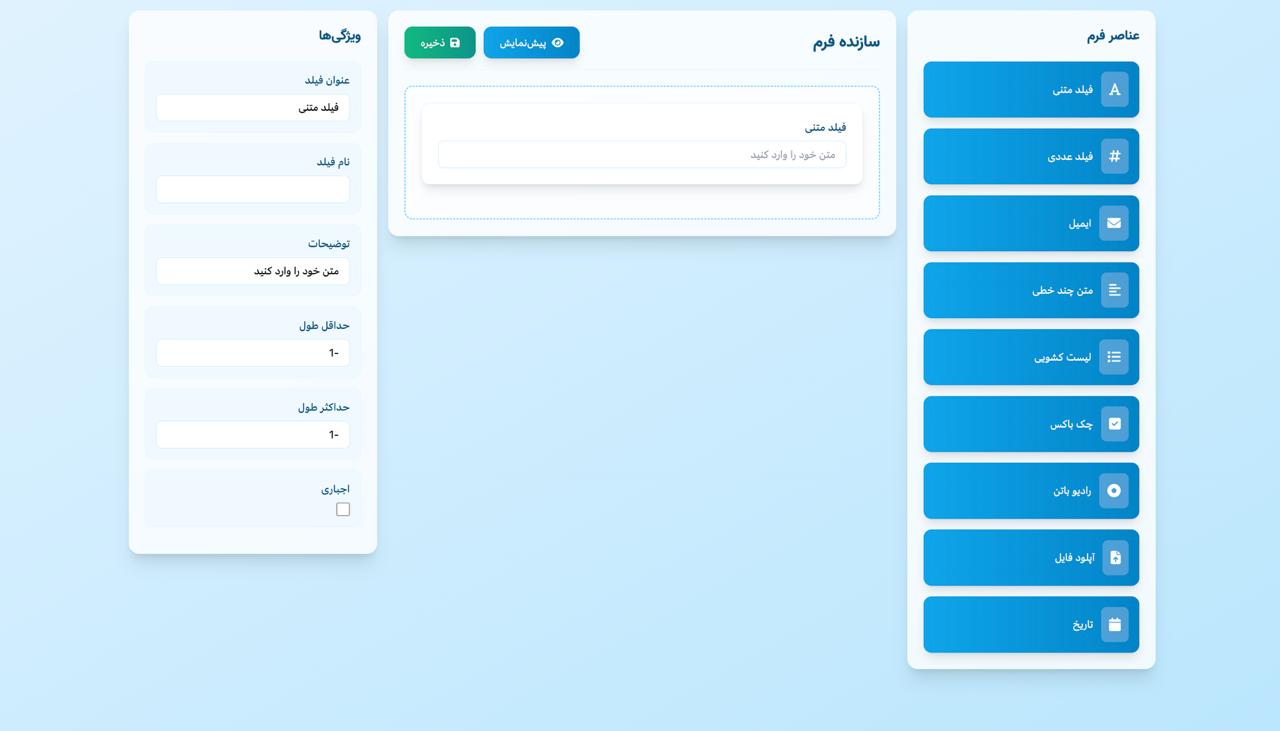 عناصر فرم
فیلد متنی
فیلد عددی
ایمیل
متن چند خطی
لیست کشویی
چک باکس
رادیو باتن
آپلود فایل
تاریخ
سازنده فرم
پیش‌نمایش
ذخیره
فیلد متنی
متن خود را وارد کنید
ویژگی‌ها
عنوان فیلد
فیلد متنی
نام فیلد
توضیحات
متن خود را وارد کنید
حداقل طول
-1
حداکثر طول
-1
اجباری